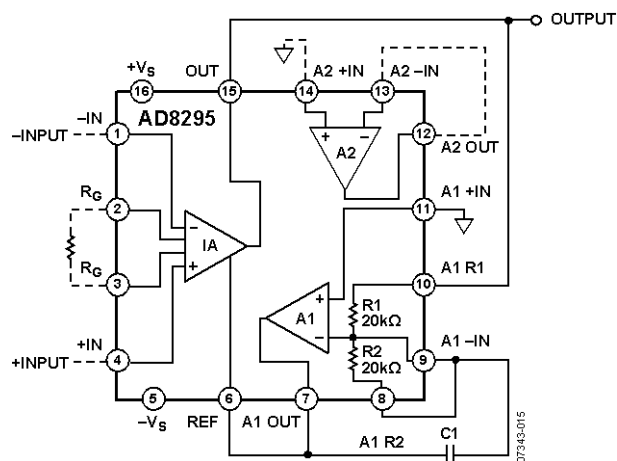 OUTPUT
+VS
OUT
A2 +IN
A2 –IN
16
15
14
13
AD8295
–IN
–INPUT
1
+ –
A2
12
A2 OUT
RG
2
A1 +IN
11
–
IA
+
RG
3
A1 R1
10
+
A1
–
R1
20kΩ
R2
20kΩ
A1 –IN
9
+IN
+INPUT
4
5
6
7
8
–VS
REF
A1 OUT
A1 R2
C1
07343-015